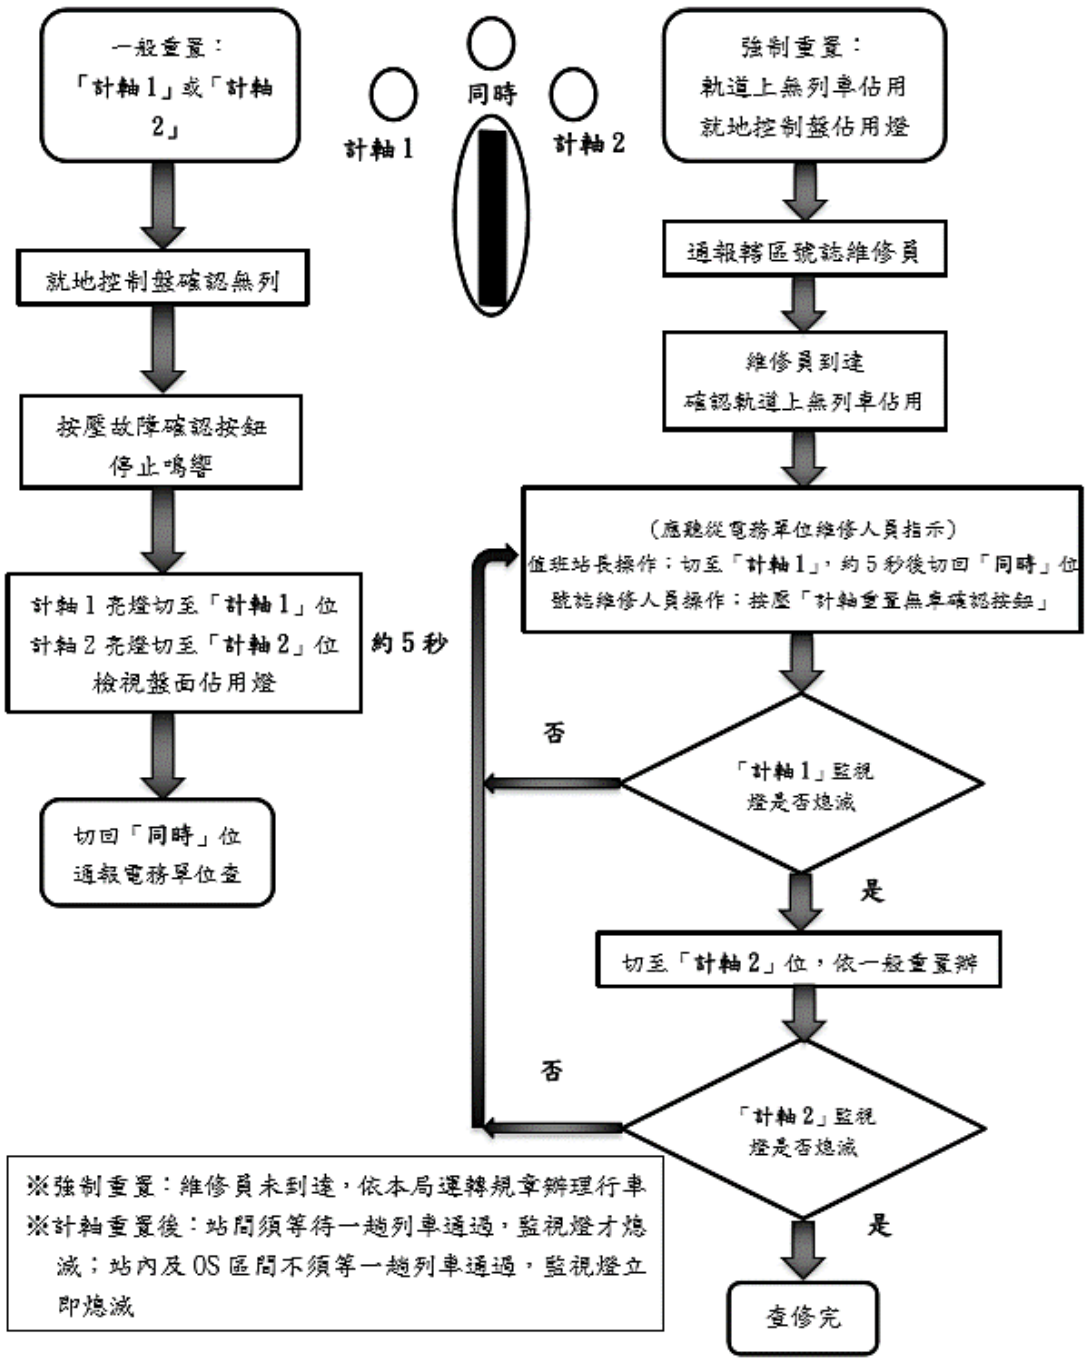 一般重置：
「計軸1」或「計軸
2」
就地控制盤確認無列
按壓故障確認按鈕
停止鳴響
計軸1亮燈切至「計軸1」位
計軸2亮燈切至「計軸2」位
檢視盤面佔用燈
約5秒
切回「同時」位
通報電務單位查
同時
計軸1
計軸2
強制重置：
軌道上無列車佔用
就地控制盤佔用燈
通報轄區號誌維修員
維修員到達
確認軌道上無列車佔用
(應聽從電務單位維修人員指示)
值班站長操作：切至「計軸1」，約5秒後切回「同時」位
號誌維修人員操作：按壓「計軸重置無車確認按鈕」
否
「計軸1」監視
燈是否熄滅
是
切至「計軸2」位，依一般重置辦
否
「計軸2」監視
燈是否熄滅
是
查修完
※強制重置：維修員未到達，依本局運轉規章辦理行車
※計軸重置後：站間須等待一趟列車通過，監視燈才熄
滅；站內及OS區間不須等一趟列車通過，監視燈立
即熄滅